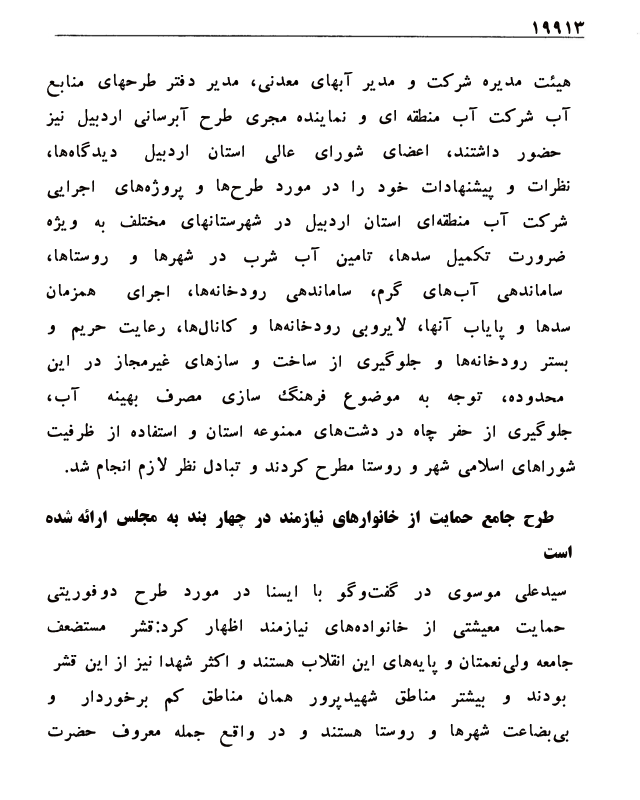 ۱۹۹۱۳
هیئت مدیره شرکت و مدیر آبهای معدنی، مدیر دفتر طرحهای منابع
آب شرکت آب منطقه ای و نماینده مجری طرح آبرسانی اردبیل نیز
حضور داشتند، اعضای شورای عالی استان اردبیل دیدگاه‌ها،
نظرات و پیشنهادات خود را در مورد طرح‌ها و پروژه‌های اجرایی
شرکت آب منطقه‌ای استان اردبیل در شهرستانهای مختلف به ویژه
ضرورت تکمیل سدها، تامین آب شرب در شهرها و روستاها،
ساماندهی آب‌های گرم، ساماندهی رودخانه‌ها، اجرای همزمان
سدها و پایاب آنها، لایروبی رودخانه‌ها و کانال‌ها، رعایت حریم و
بستر رودخانه‌ها و جلوگیری از ساخت و سازهای غیرمجاز در این
محدوده، توجه به موضوع فرهنگ سازی مصرف بهینه آب،
جلوگیری از حفر چاه در دشت‌های ممنوعه استان و استفاده از ظرفیت
شوراهای اسلامی شهر و روستا مطرح کردند و تبادل نظر لازم انجام شد.
طرح جامع حمایت از خانوارهای نیازمند در چهار بند به مجلس ارائه شده
است
سیدعلی موسوی در گفت‌وگو با ایسنا در مورد طرح دوفوریتی
حمایت معیشتی از خانواده‌های نیازمند اظهار کرد:قشر مستضعف
جامعه ولی‌نعمتان و پایه‌های این انقلاب هستند و اکثر شهدا نیز از این قشر
بودند و بیشتر مناطق شهیدپرور همان مناطق کم برخوردار و
بی‌بضاعت شهرها و روستا هستند و در واقع جمله معروف حضرت